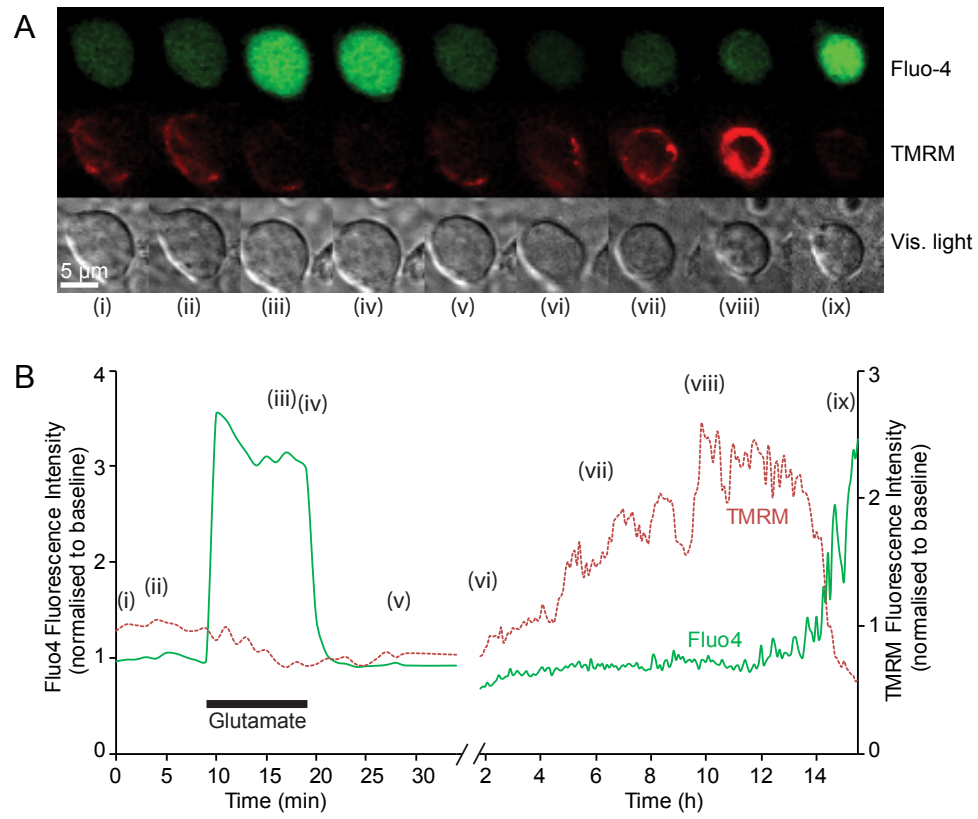 A
Fluo-4
TMRM
Vis. light
5 µm
(i) (ii) (iii) (iv) (v) (vi) (vii) (viii) (ix)
B
Fluo4 Fluorescence Intensity
(normalised to baseline)
4
3
2
1
0
(i) (ii) (iii) (iv) (v) (vi) (vii) (viii) (ix)
TMRM
Fluo4
Glutamate
3
2
1
0
TMRM Fluorescence Intensity
(normalised to baseline)
0 5 10 15 20 25 30 2 4 6 8 10 12 14
Time (min) Time (h)